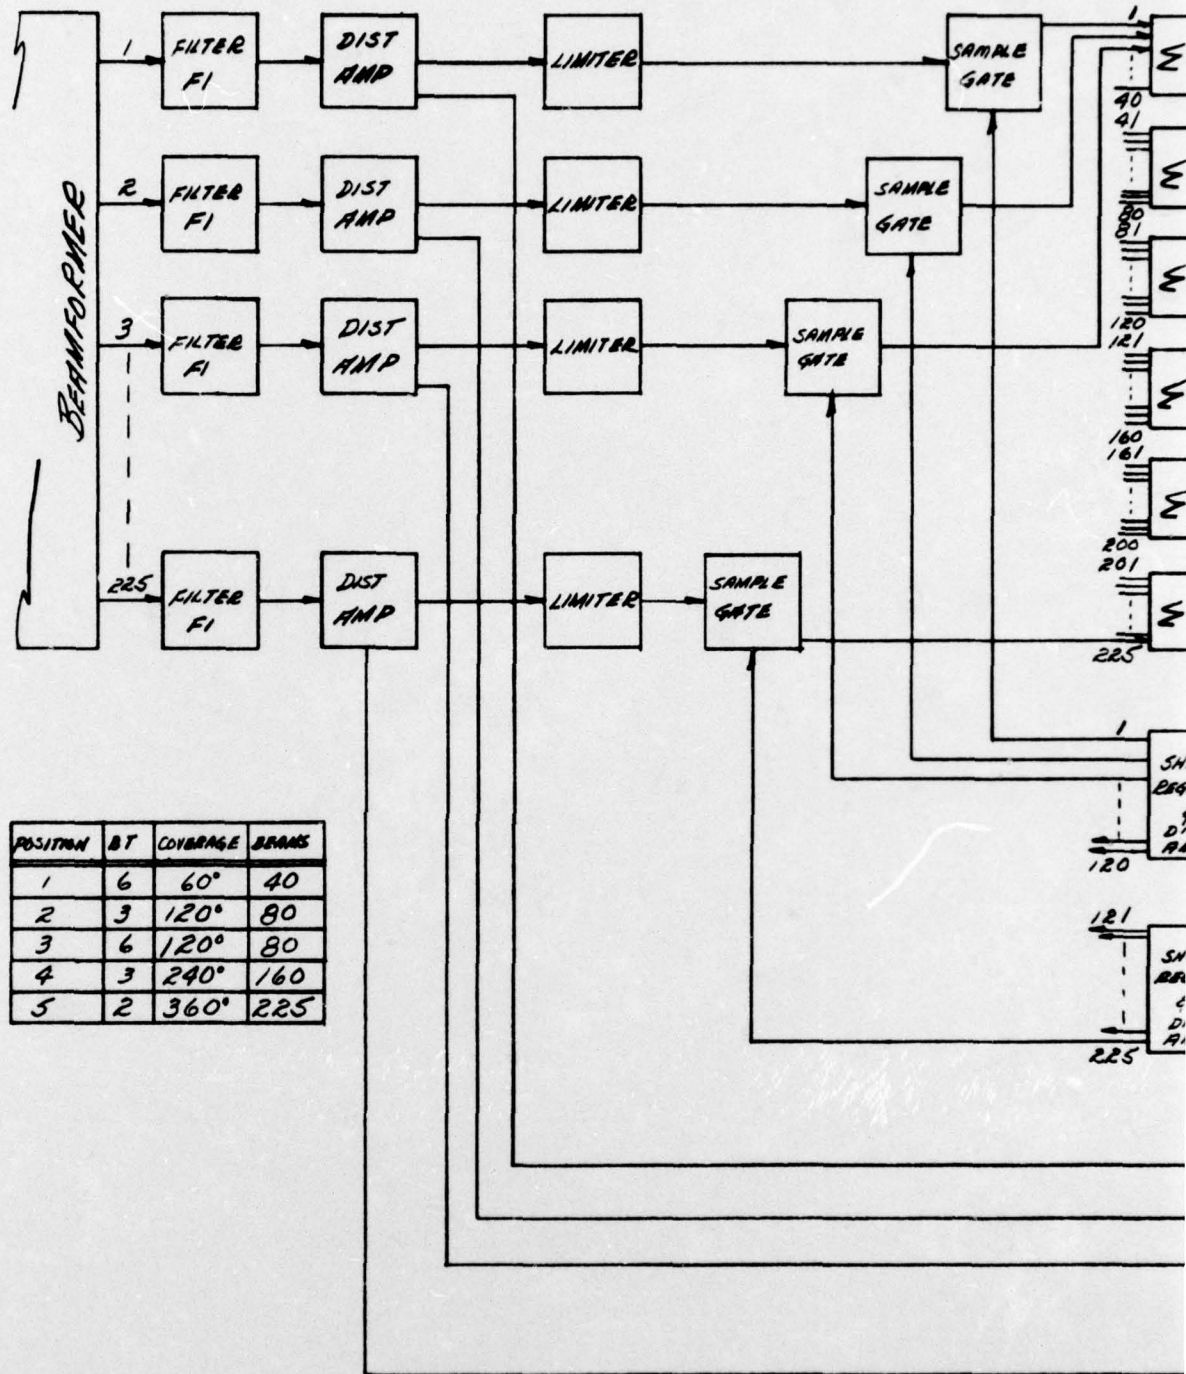 BEAMFORMER
1
FILTER
F1
DIST
AMP
LIMITER
SAMPLE
GATE
2
FILTER
F1
DIST
AMP
LIMITER
SAMPLE
GATE
3
FILTER
F1
DIST
AMP
LIMITER
SAMPLE
GATE
225
FILTER
F1
DIST
AMP
LIMITER
SAMPLE
GATE
1
40
Σ
41
80
Σ
81
120
Σ
121
160
Σ
161
200
Σ
201
225
Σ
1
120
121
225
POSITION BT COVERAGE BEAMS
1 6 60° 40
2 3 120° 80
3 6 120° 80
4 3 240° 160
5 2 360° 225